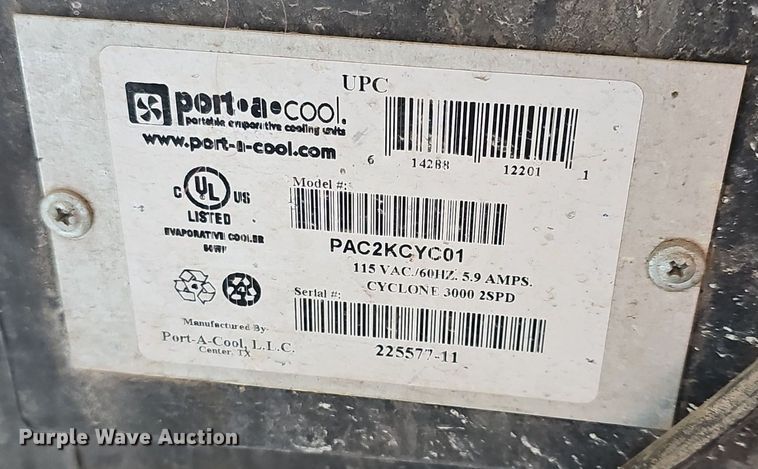 UPC
port·a·cool.
portable evaporative cooling units
www.port-a-cool.com
6 14288 12201 1
C UL US
LISTED
EVAPORATIVE COOLER
Model #:
PAC2KCYC01
115 VAC./60HZ. 5.9 AMPS.
CYCLONE 3000 2SPD
Serial #:
225577-11
Manufactured By:
Port-A-Cool, L.L.C.
Center, TX
Purple Wave Auction